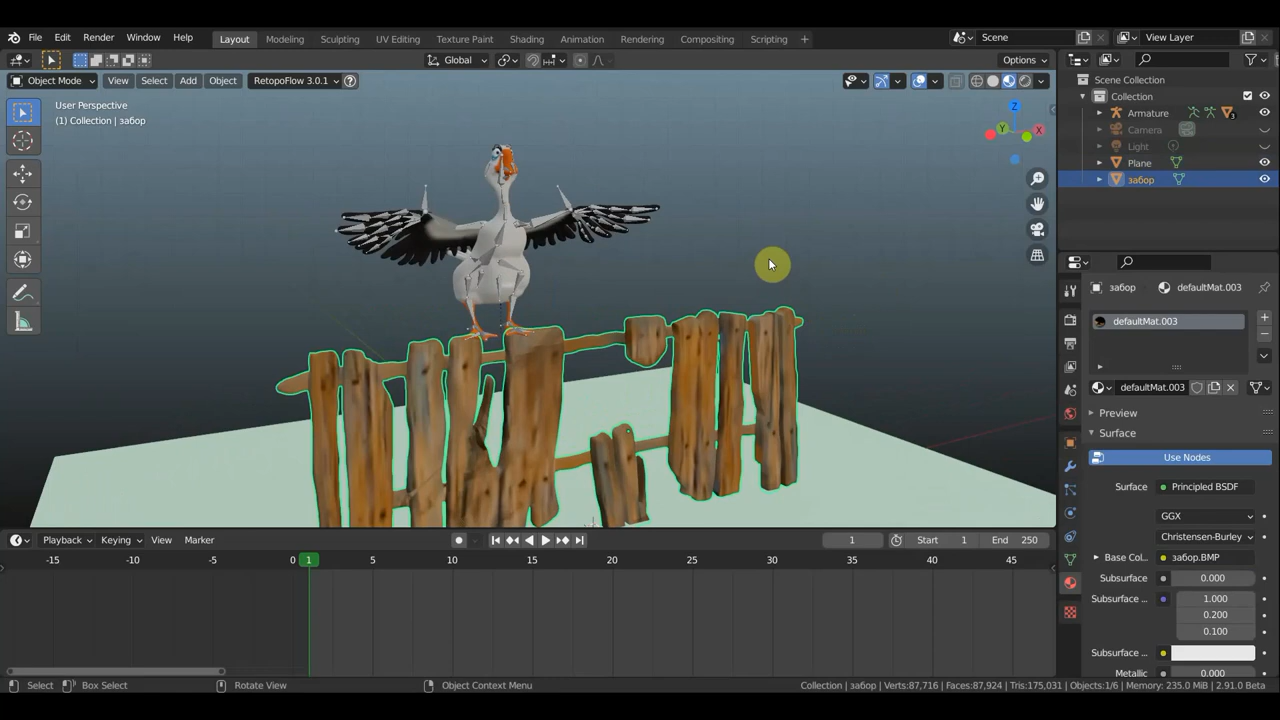 File Edit Render Window Help Layout Modeling Sculpting UV Editing Texture Paint Shading Animation Rendering Compositing Scripting + Scene View Layer
Global Options
Object Mode View Select Add Object RetopoFlow 3.0.1
User Perspective
(1) Collection | забор
Z
Y X
Scene Collection
Collection
Armature 3
Camera
Light
Plane
забор
забор defaultMat.003
defaultMat.003
defaultMat.003
Preview
Surface
Use Nodes
Surface Principled BSDF
GGX
Christensen-Burley
Base Col... забор.BMP
Subsurface 0.000
Subsurface ... 1.000
0.200
0.100
Subsurface ...
Metallic 0.000
Playback Keying View Marker 1 Start 1 End 250
-15 -10 -5 0 1 5 10 15 20 25 30 35 40 45
Select Box Select Rotate View Object Context Menu Collection | забор | Verts:87,716 | Faces:87,924 | Tris:175,031 | Objects:1/6 | Memory: 235.0 MiB | 2.91.0 Beta